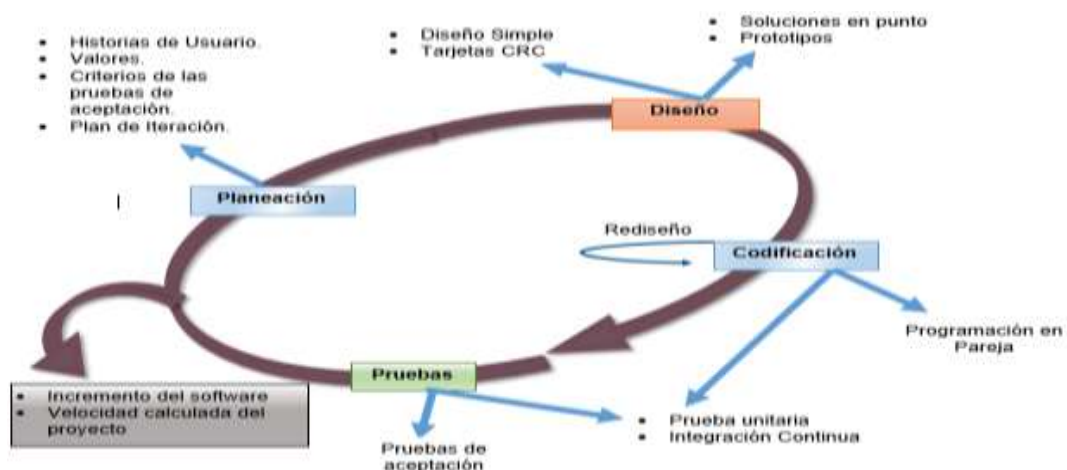 • Historias de Usuario.
• Valores.
• Criterios de las
pruebas de
aceptación.
• Plan de Iteración.
• Diseño Simple
• Tarjetas CRC
• Soluciones en punto
• Prototipos
Diseño
Planeación
Rediseño
Codificación
Programación en
Pareja
Pruebas
• Incremento del software
• Velocidad calculada del
proyecto
Pruebas de
aceptación
• Prueba unitaria
• Integración Continua